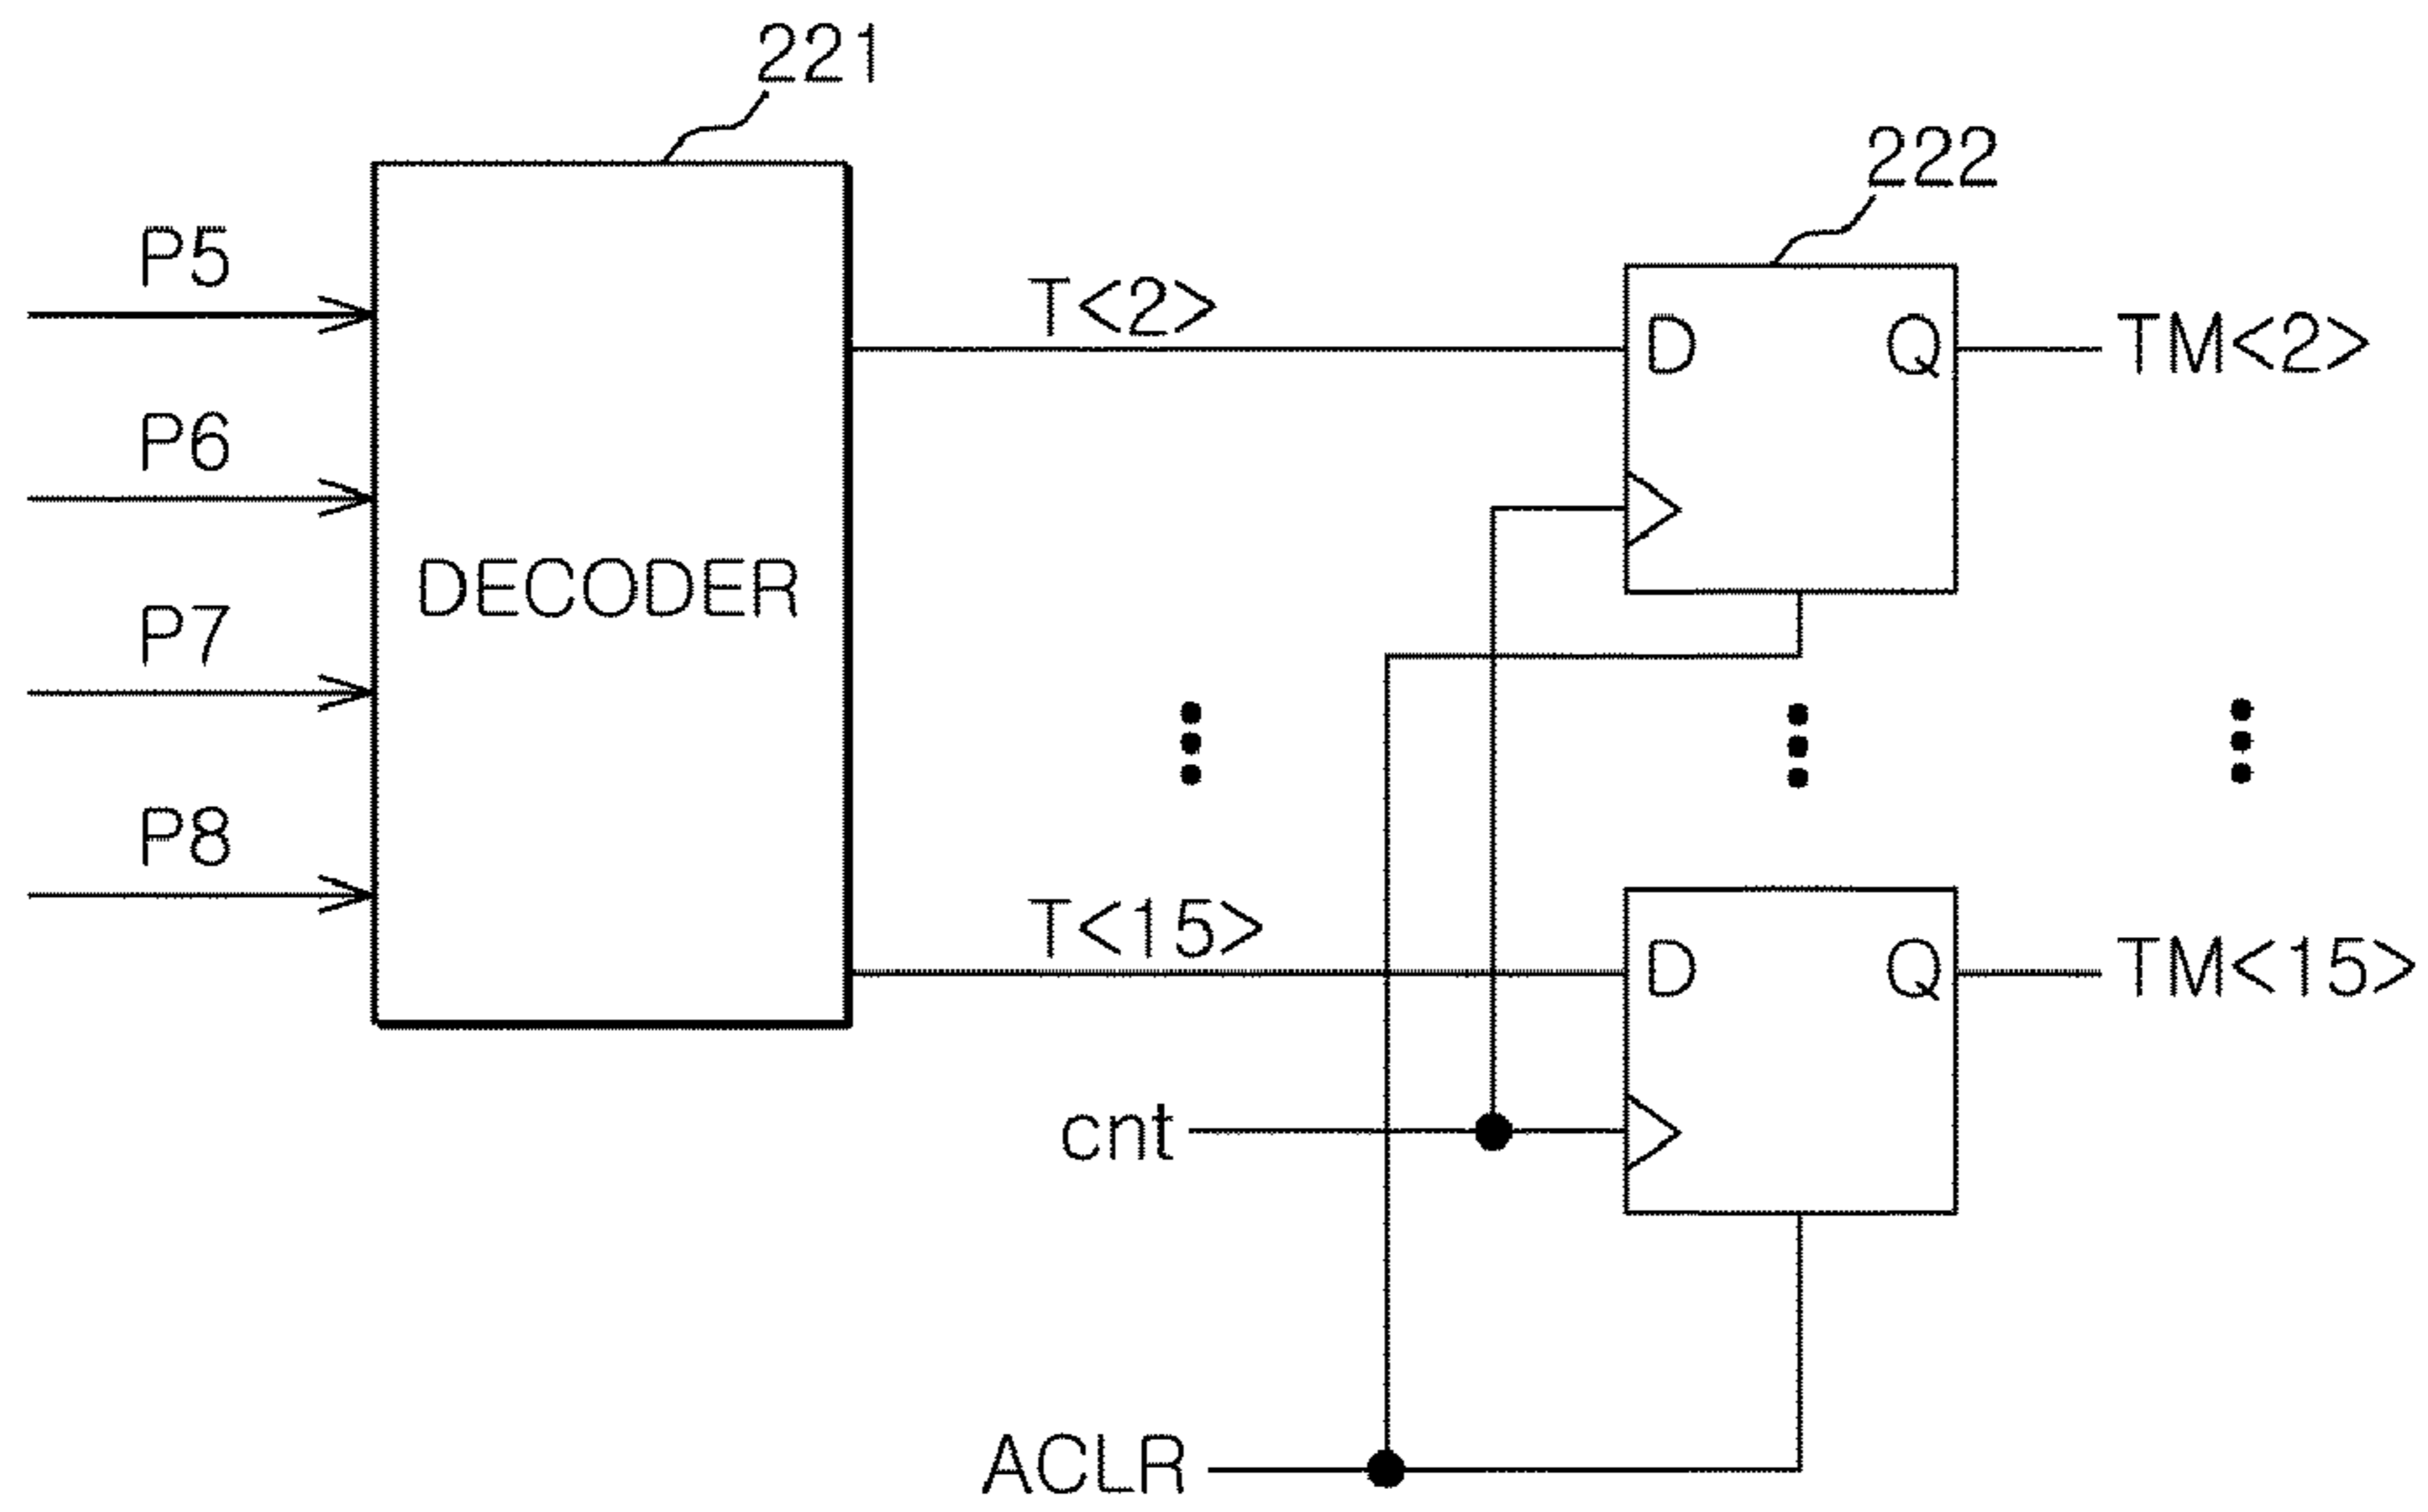 221
222
P5
T<2>
D Q TM<2>
P6
DECODER
P7
P8
T<15>
D Q TM<15>
cnt
ACLR